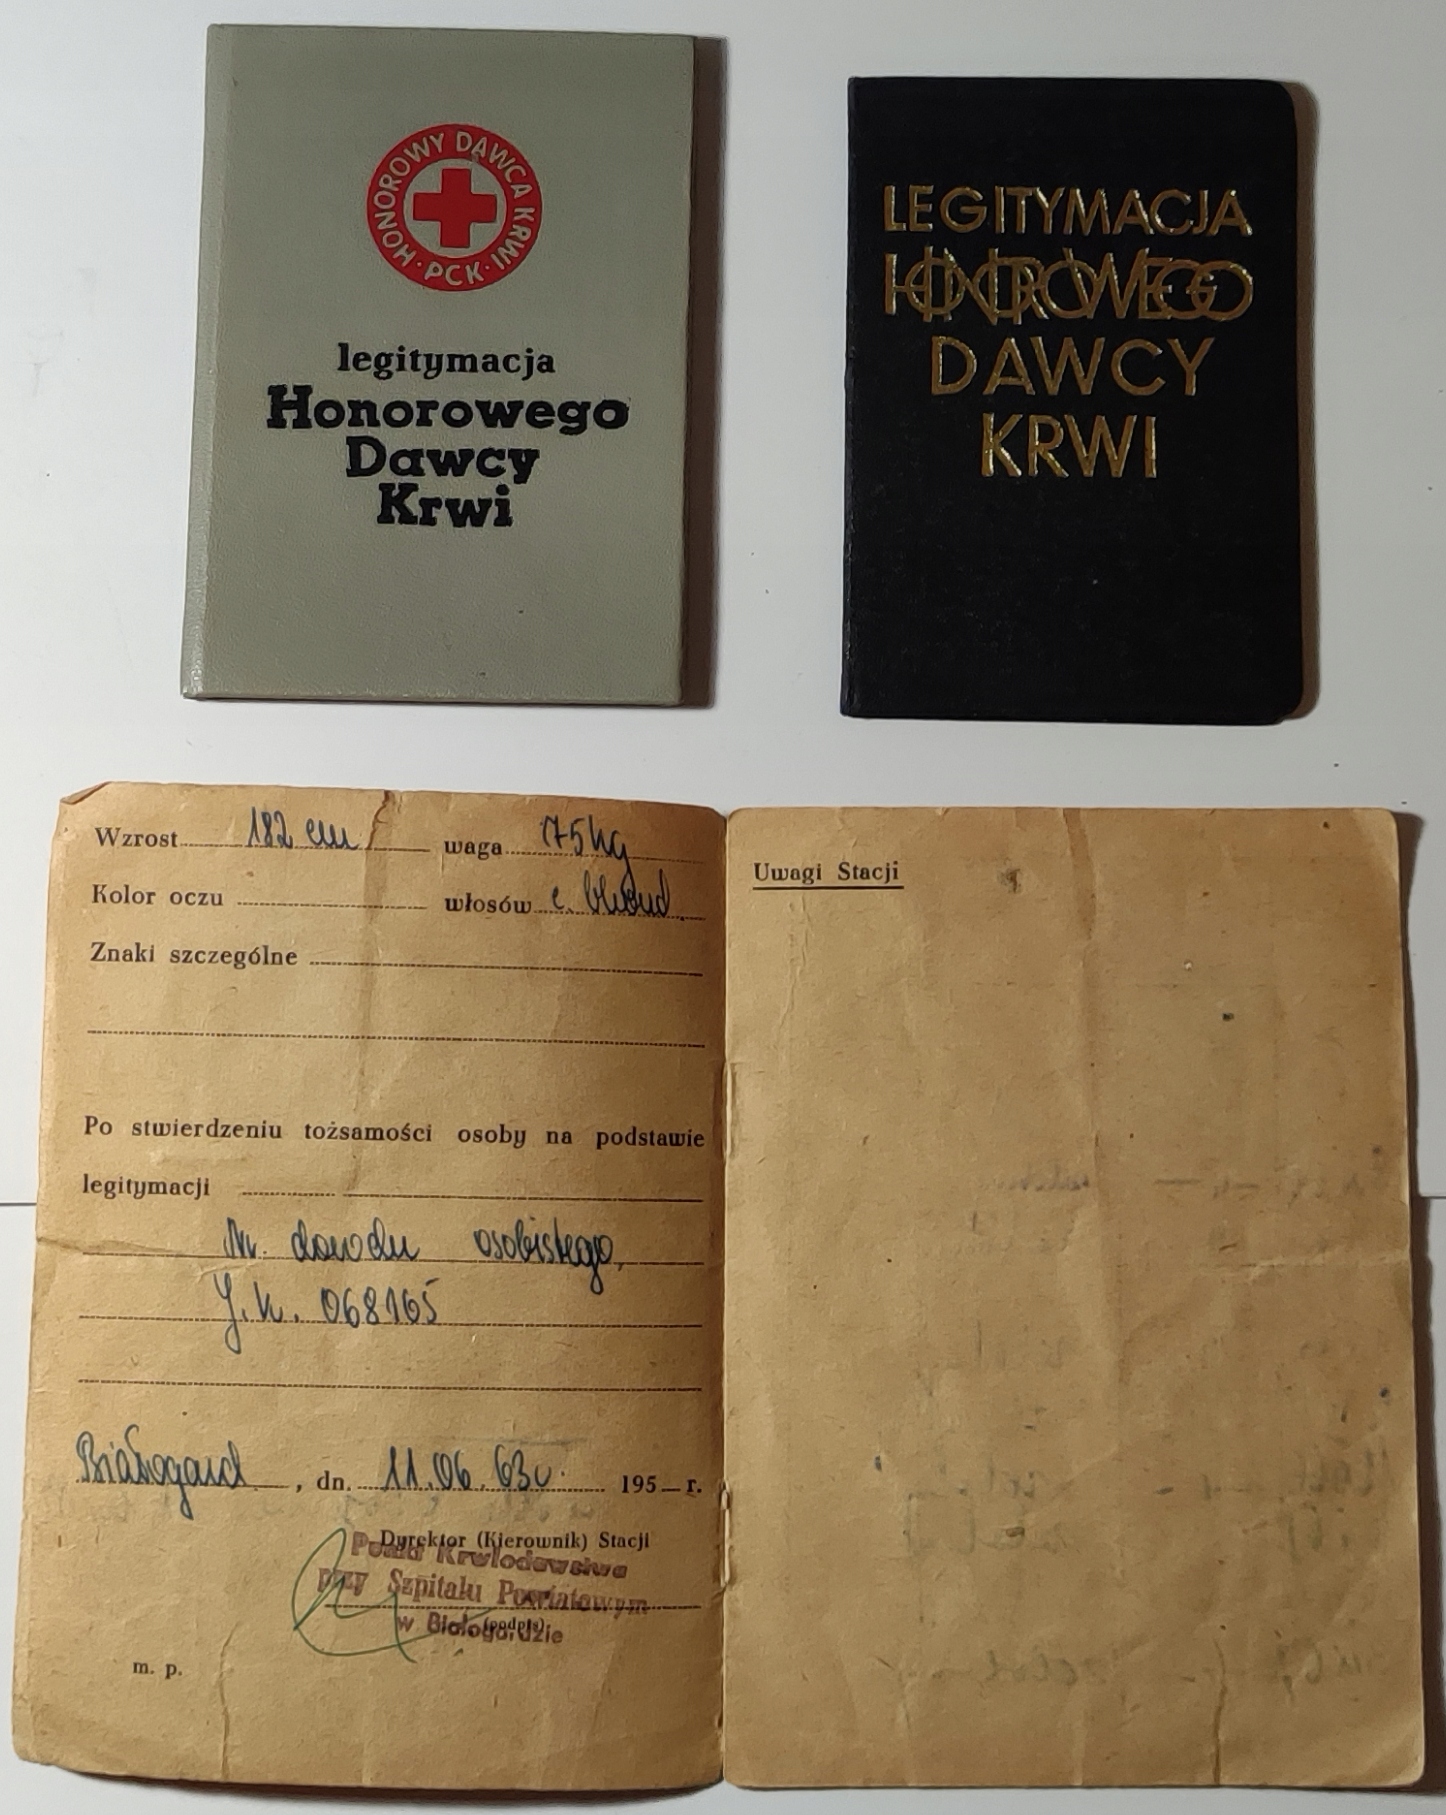 HONOROWY DAWCA KRWI · PCK ·
legitymacja
Honorowego
Dawcy
Krwi
LEGITYMACJA
HONOROWEGO
DAWCY
KRWI
Wzrost 182 cm waga 75 kg
Kolor oczu włosów c. blond
Znaki szczególne
Po stwierdzeniu tożsamości osoby na podstawie
legitymacji
Nr. dowodu osobistego,
068165
Białogard, dn. 11.06.63 195 r.
Dyrektor (Kierownik) Stacji
Krwiodawstwa
przy Szpitalu Powiatowym
w Białogardzie
(podpis)
m. p.
Uwagi Stacji